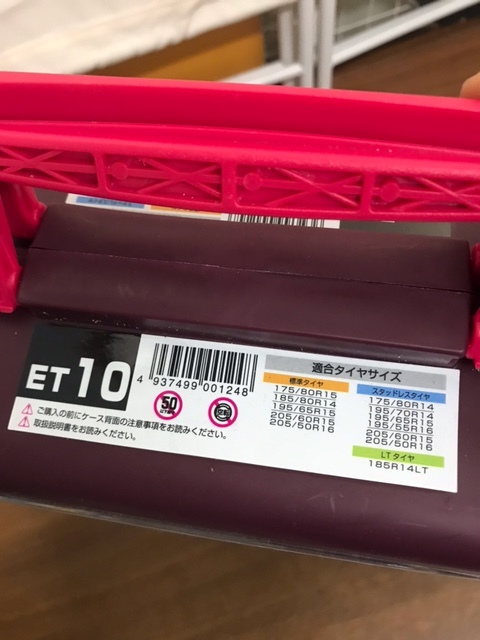 ET10
4 937499 001248
50
ご購入の前にケース背面の注意事項をお読みください。
取扱説明書をお読みください。
適合タイヤサイズ
標準タイヤ
175/80R15
185/80R14
195/65R15
205/60R15
205/50R16
スタッドレスタイヤ
175/80R14
195/70R14
195/65R15
195/55R16
205/60R15
205/50R16
LTタイヤ
185R14LT